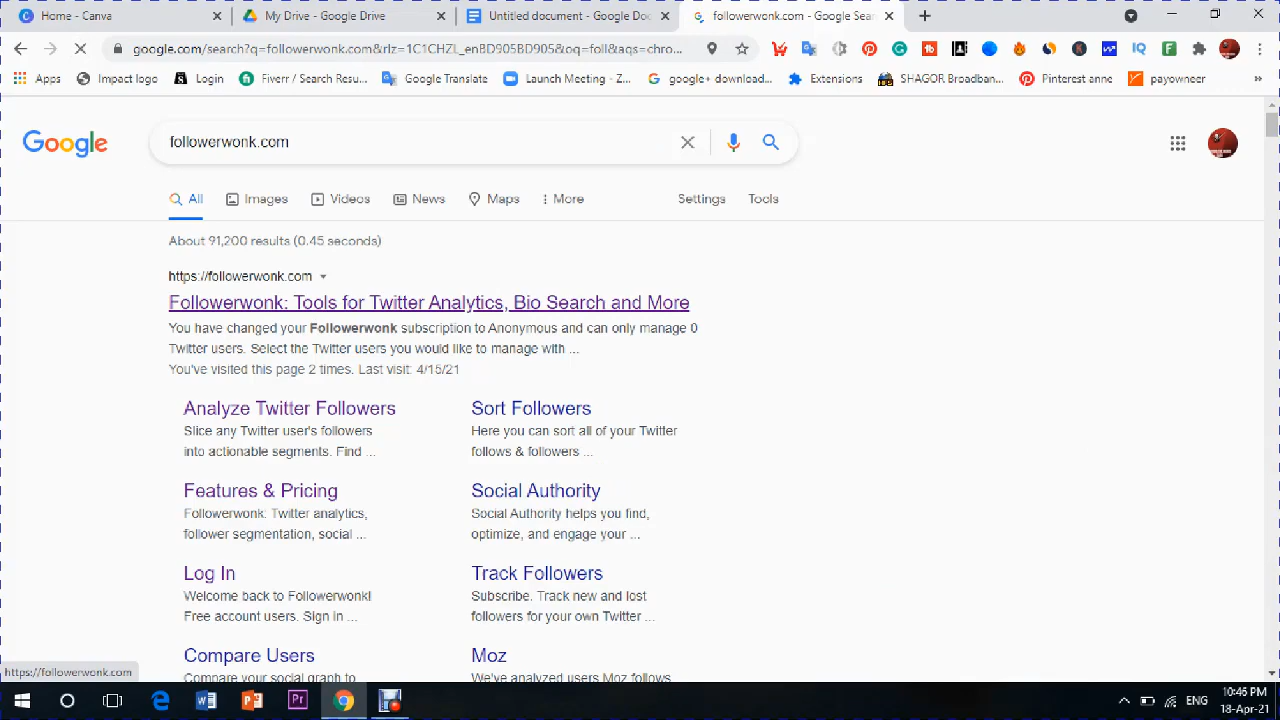 Home - Canva
My Drive - Google Drive
Untitled document - Google Doc
followerwonk.com - Google Sear
google.com/search?q=followerwonk.com&rlz=1C1CHZL_enBD905BD905&oq=foll&aqs=chro...
Apps
Impact logo
Login
Fiverr / Search Resu...
Google Translate
Launch Meeting - Z...
google+ download...
Extensions
SHAGOR Broadban...
Pinterest anne
payowneer
»
Google
followerwonk.com
All
Images
Videos
News
Maps
More
Settings
Tools
About 91,200 results (0.45 seconds)
https://followerwonk.com
Followerwonk: Tools for Twitter Analytics, Bio Search and More
You have changed your Followerwonk subscription to Anonymous and can only manage 0
Twitter users. Select the Twitter users you would like to manage with ...
You've visited this page 2 times. Last visit: 4/15/21
Analyze Twitter Followers
Slice any Twitter user's followers
into actionable segments. Find ...
Sort Followers
Here you can sort all of your Twitter
follows & followers ...
Features & Pricing
Followerwonk: Twitter analytics,
follower segmentation, social ...
Social Authority
Social Authority helps you find,
optimize, and engage your ...
Log In
Welcome back to Followerwonk!
Free account users. Sign in ...
Track Followers
Subscribe. Track new and lost
followers for your own Twitter ...
Compare Users
Compare your social graph to
Moz
We've analyzed users Moz follows
https://followerwonk.com
ENG
10:46 PM
18-Apr-21